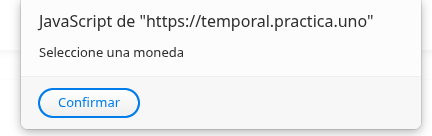 JavaScript de "https://temporal.practica.uno"
Seleccione una moneda
Confirmar